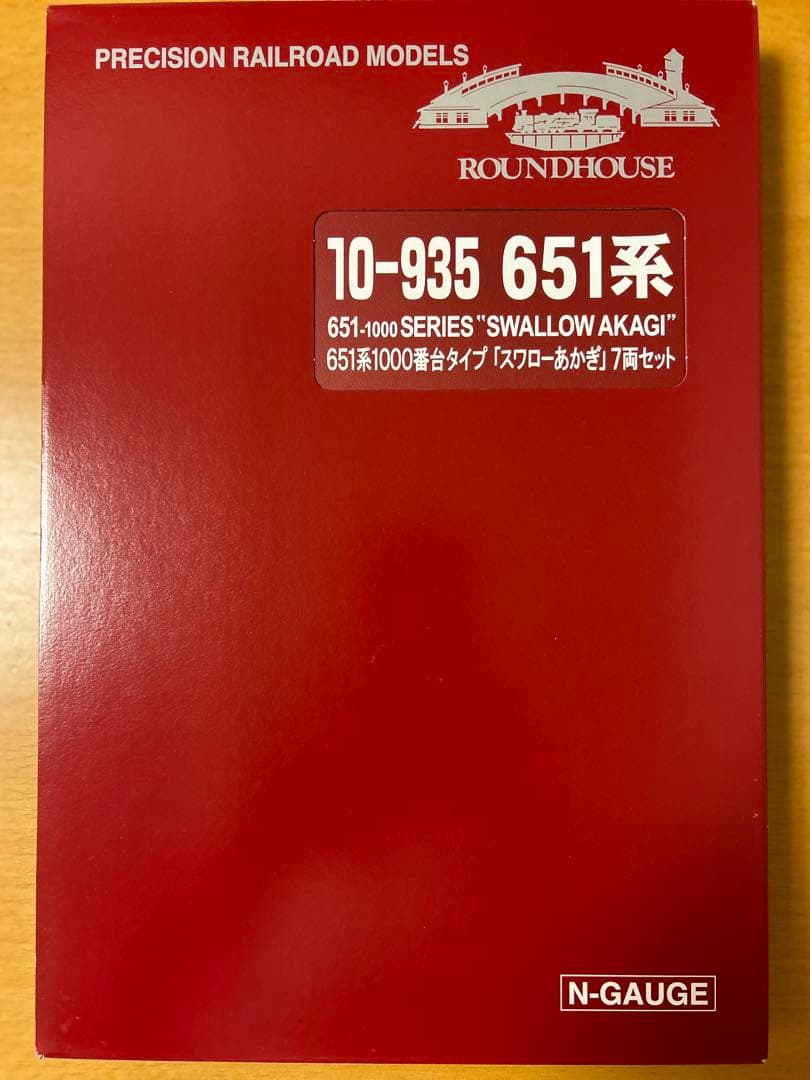 PRECISION RAILROAD MODELS
ROUNDHOUSE
10-935 651系
651-1000 SERIES "SWALLOW AKAGI"
651系1000番台タイプ「スワローあかぎ」7両セット
N-GAUGE